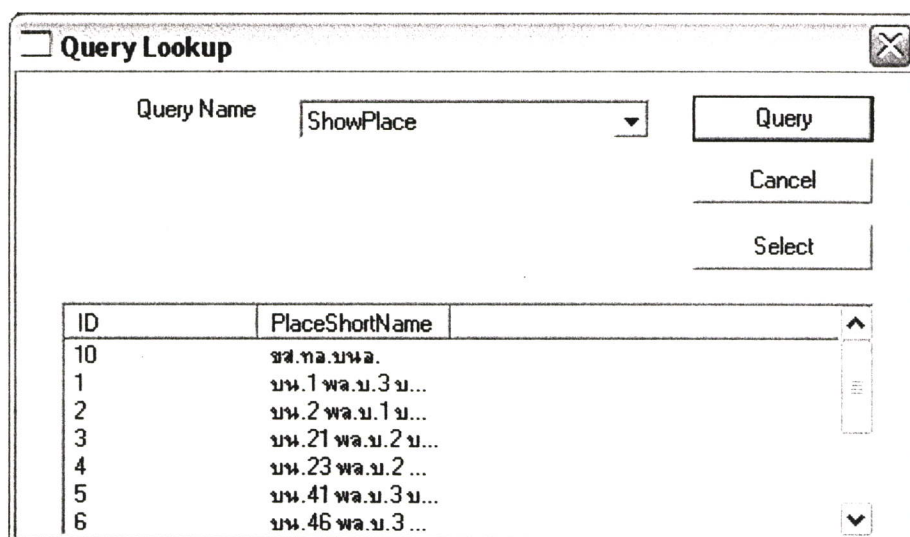 Query Lookup
Query Name
ShowPlace
Query
Cancel
Select
ID PlaceShortName
10 ขส.ทอ.บนอ.
1 บน.1 พล.บ.3 บ...
2 บน.2 พล.บ.1 บ...
3 บน.21 พล.บ.2 บ...
4 บน.23 พล.บ.2 ...
5 บน.41 พล.บ.3 บ...
6 บน.46 พล.บ.3 ...